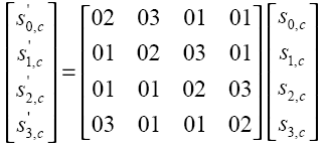 s'0,c 02 03 01 01 s0,c
s'1,c 01 02 03 01 s1,c
s'2,c = 01 01 02 03 s2,c
s'3,c 03 01 01 02 s3,c